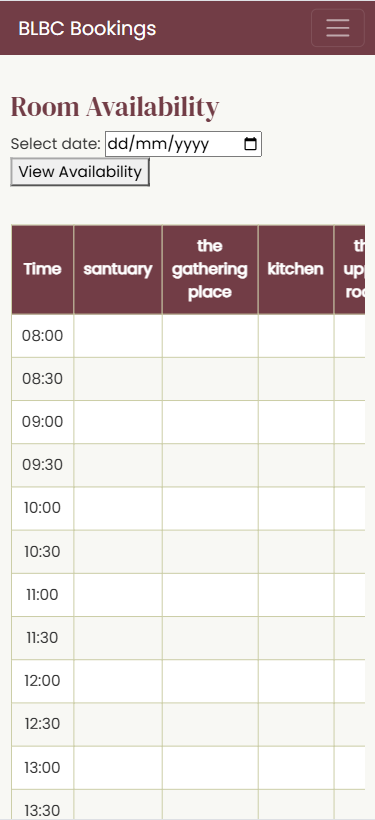 BLBC Bookings
Room Availability
Select date: dd/mm/yyyy
View Availability
Time santuary the gathering place kitchen
08:00
08:30
09:00
09:30
10:00
10:30
11:00
11:30
12:00
12:30
13:00
13:30